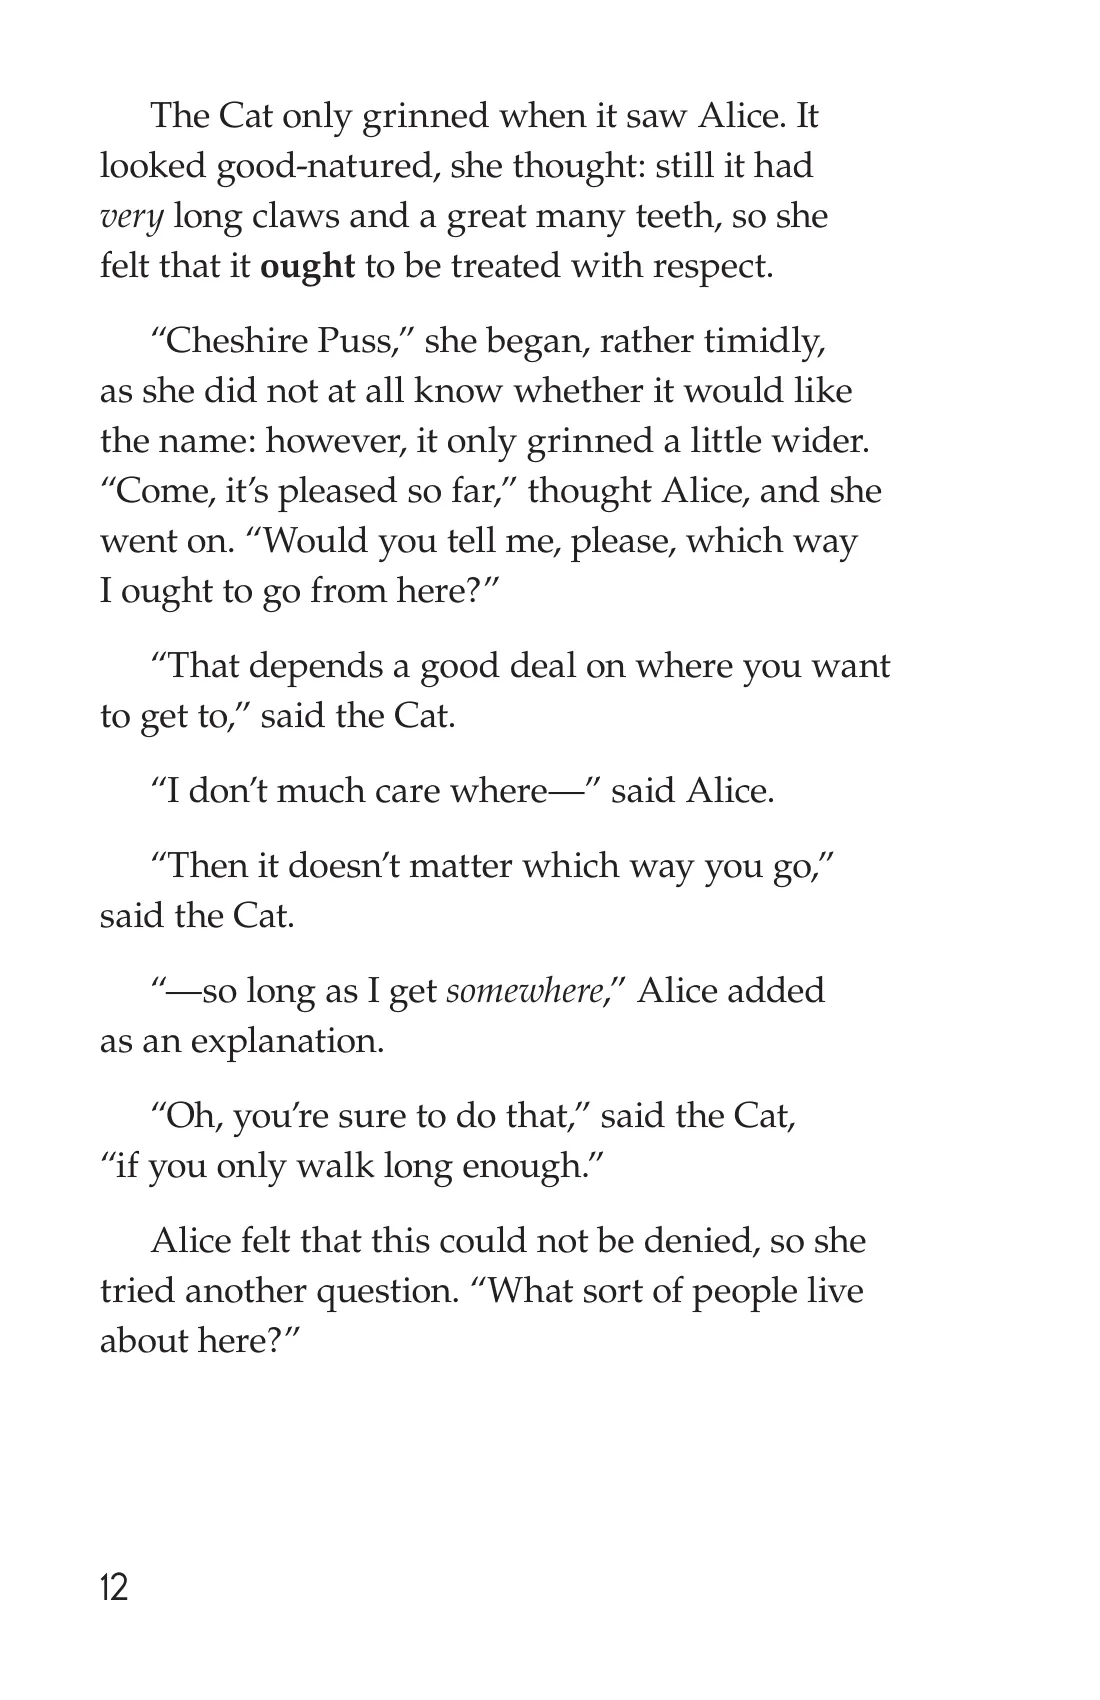 The Cat only grinned when it saw Alice. It
looked good-natured, she thought: still it had
very long claws and a great many teeth, so she
felt that it ought to be treated with respect.
“Cheshire Puss,” she began, rather timidly,
as she did not at all know whether it would like
the name: however, it only grinned a little wider.
“Come, it’s pleased so far,” thought Alice, and she
went on. “Would you tell me, please, which way
I ought to go from here?”
“That depends a good deal on where you want
to get to,” said the Cat.
“I don’t much care where—” said Alice.
“Then it doesn’t matter which way you go,”
said the Cat.
“—so long as I get somewhere,” Alice added
as an explanation.
“Oh, you’re sure to do that,” said the Cat,
“if you only walk long enough.”
Alice felt that this could not be denied, so she
tried another question. “What sort of people live
about here?”
12